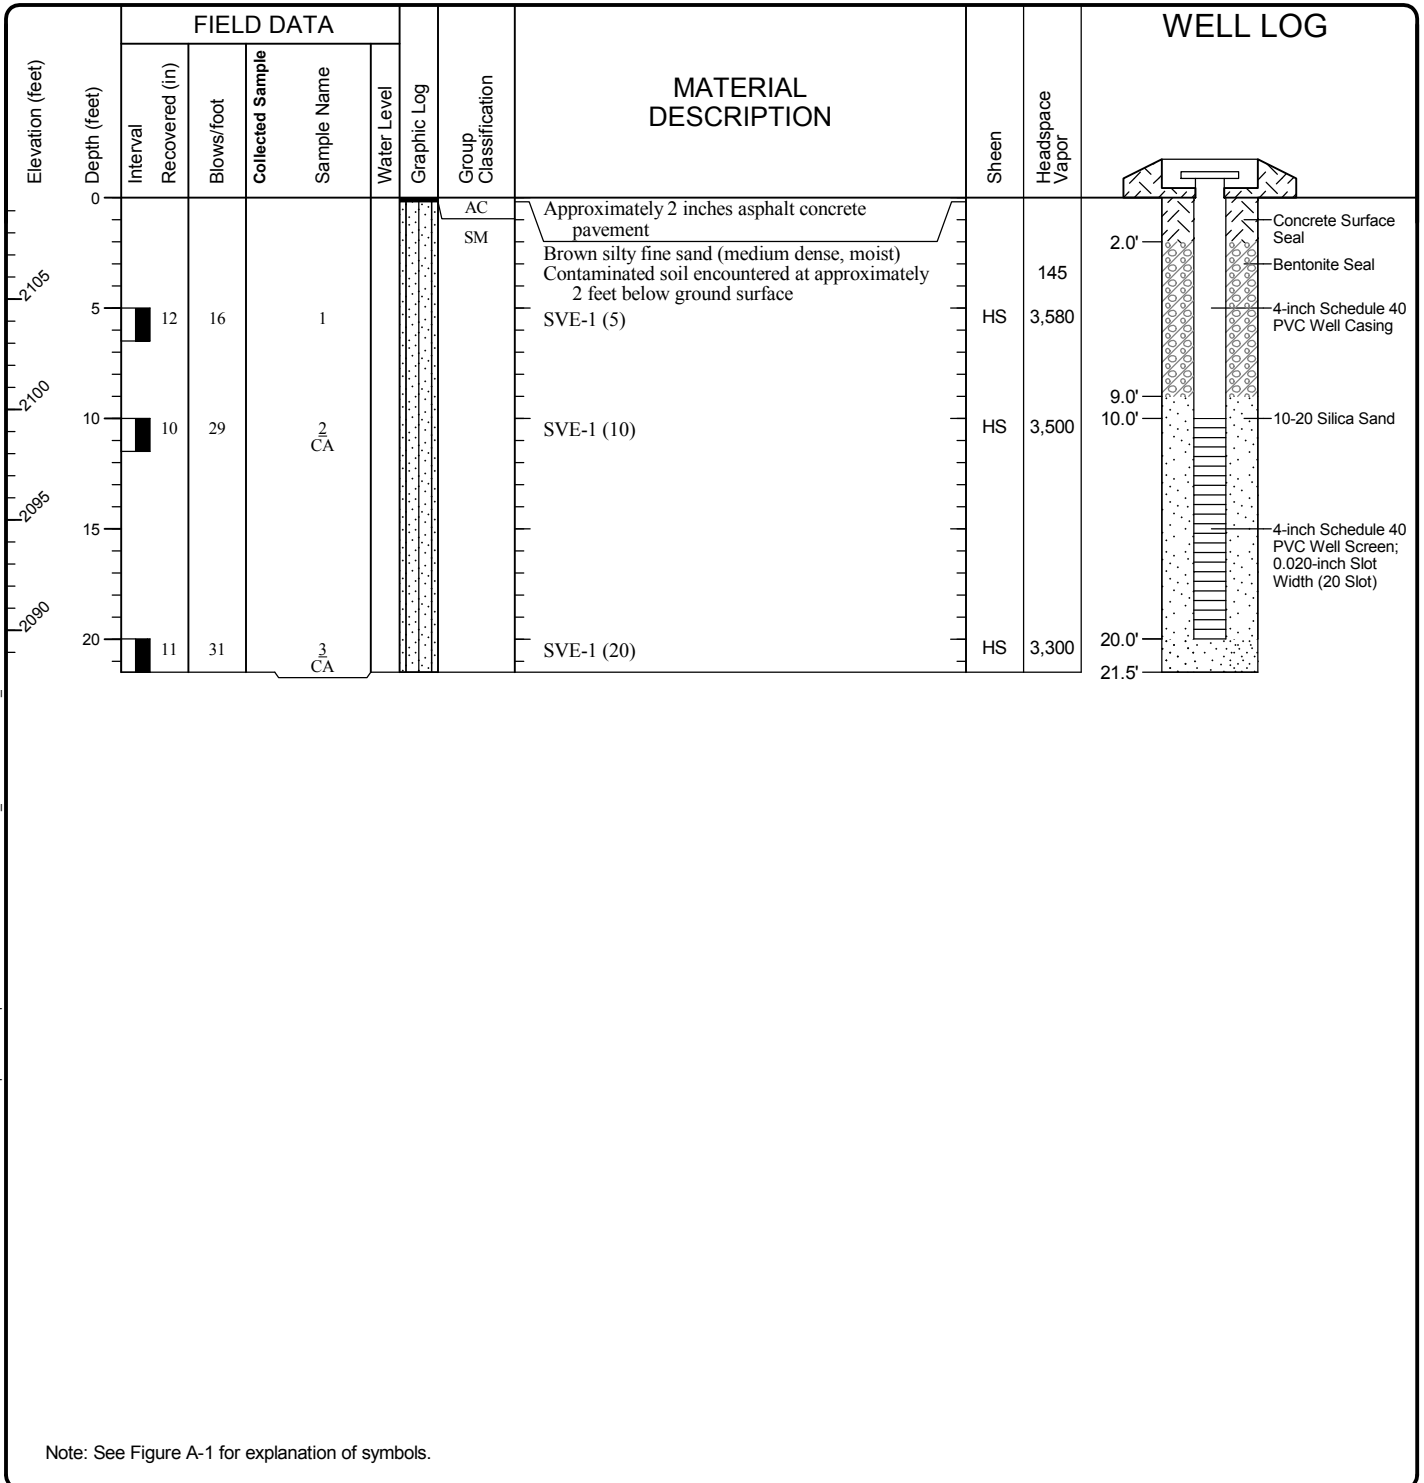 FIELD DATA
WELL LOG
Elevation (feet)
Depth (feet)
Interval
Recovered (in)
Blows/foot
Collected Sample
Sample Name
Water Level
Graphic Log
Group
Classification
MATERIAL
DESCRIPTION
Sheen
Headspace
Vapor
0
AC
Approximately 2 inches asphalt concrete
pavement
Concrete Surface
Seal
SM
2.0'
Brown silty fine sand (medium dense, moist)
Bentonite Seal
Contaminated soil encountered at approximately
2 feet below ground surface
145
2105
5
12
16
1
SVE-1 (5)
HS
3,580
4-inch Schedule 40
PVC Well Casing
2100
9.0'
10
10
29
2
CA
SVE-1 (10)
HS
3,500
10.0'
10-20 Silica Sand
2095
15
4-inch Schedule 40
PVC Well Screen;
0.020-inch Slot
Width (20 Slot)
2090
20
11
31
3
CA
SVE-1 (20)
HS
3,300
20.0'
21.5'
Note: See Figure A-1 for explanation of symbols.